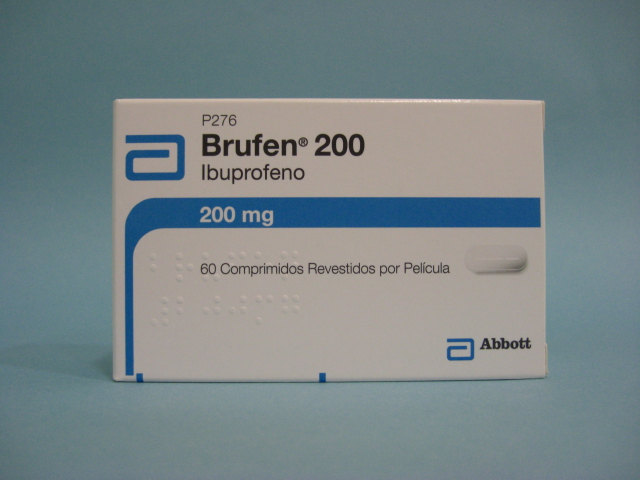 P276
Brufen® 200
Ibuprofeno
200 mg
60 Comprimidos Revestidos por Película
Abbott